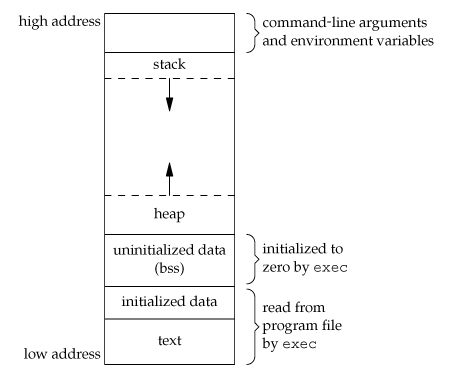 high address
command-line arguments
and environment variables
stack
heap
uninitialized data
(bss)
initialized to
zero by exec
initialized data
read from
program file
by exec
text
low address